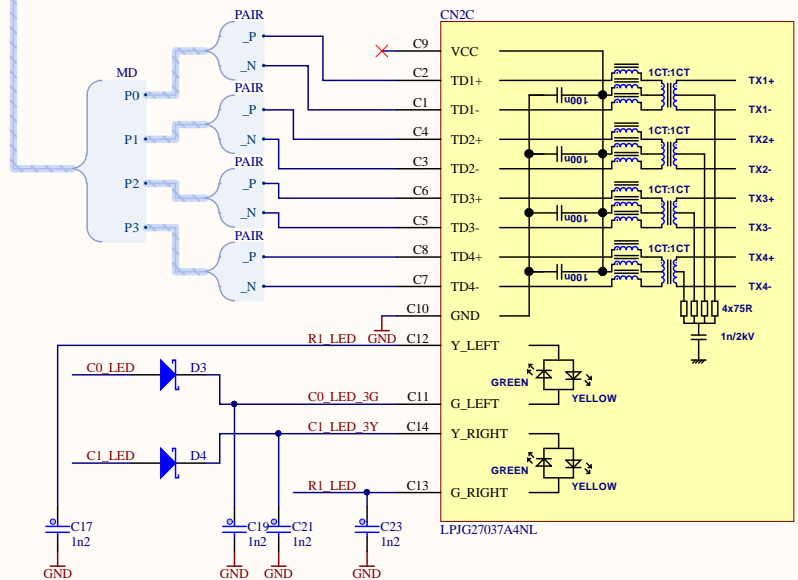 PAIR
_P
_N
MD
P0
P1
P2
P3
PAIR
_P
_N
PAIR
_P
_N
PAIR
_P
_N
CN2C
C9 VCC
C2 TD1+ 1CT:1CT TX1+
100n
C1 TD1- TX1-
C4 TD2+ 1CT:1CT TX2+
100n
C3 TD2- TX2-
C6 TD3+ 1CT:1CT TX3+
100n
C5 TD3- TX3-
C8 TD4+ 1CT:1CT TX4+
100n
C7 TD4- TX4-
4x75R
C10 GND
GND
1n/2kV
R1_LED C12 Y_LEFT
C0_LED D3
GREEN YELLOW
C0_LED_3G C11 G_LEFT
C1_LED_3Y C14 Y_RIGHT
C1_LED D4
GREEN YELLOW
R1_LED C13 G_RIGHT
LPJG27037A4NL
C17
1n2
GND
C19
1n2
GND
C21
1n2
GND
C23
1n2
GND